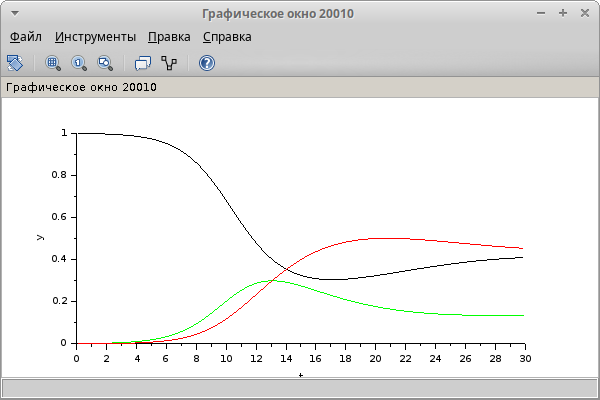 Графическое окно 20010
Файл Инструменты Правка Справка
Графическое окно 20010
1
0.8
0.6
y
0.4
0.2
0
0 2 4 6 8 10 12 14 16 18 20 22 24 26 28 30
t